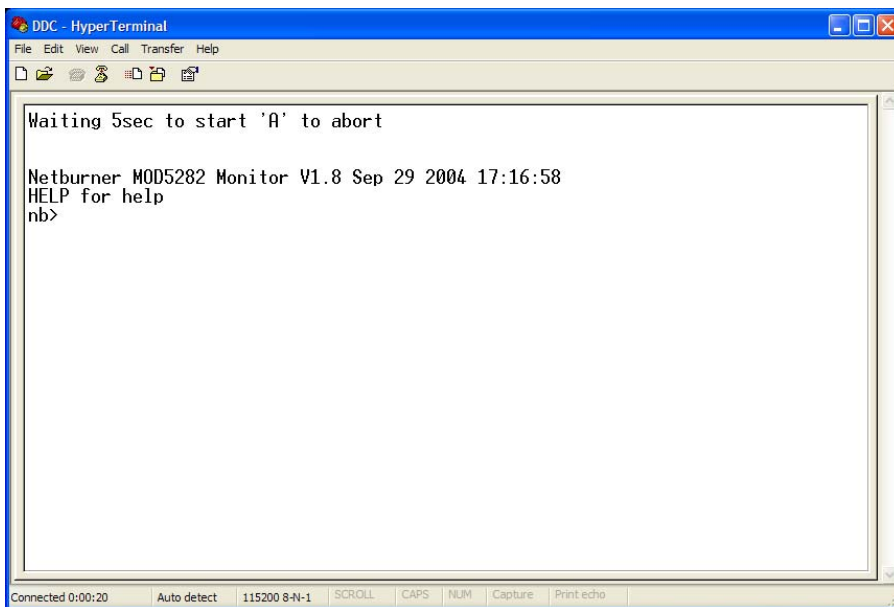 DDC - HyperTerminal
File Edit View Call Transfer Help
Waiting 5sec to start 'A' to abort
Netburner MOD5282 Monitor V1.8 Sep 29 2004 17:16:58
HELP for help
nb>
Connected 0:00:20 Auto detect 115200 8-N-1 SCROLL CAPS NUM Capture Print echo